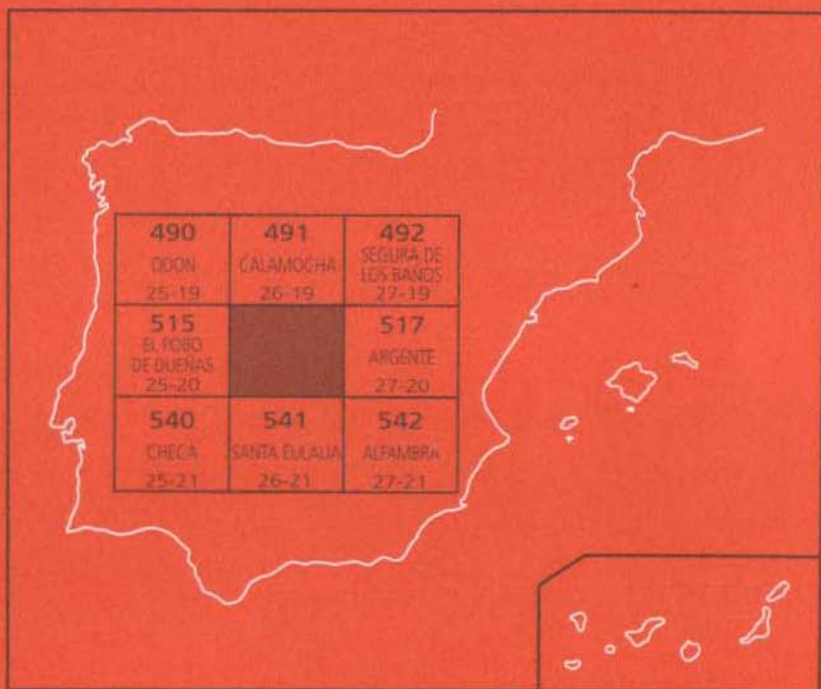 490
ODON
25-19
491
CALAMOCHA
26-19
492
SEGURA DE
LOS BAÑOS
27-19
515
EL POBO
DE DUEÑAS
25-20
517
ARGENTE
27-20
540
CHECA
25-21
541
SANTA EULALIA
26-21
542
ALFAMBRA
27-21